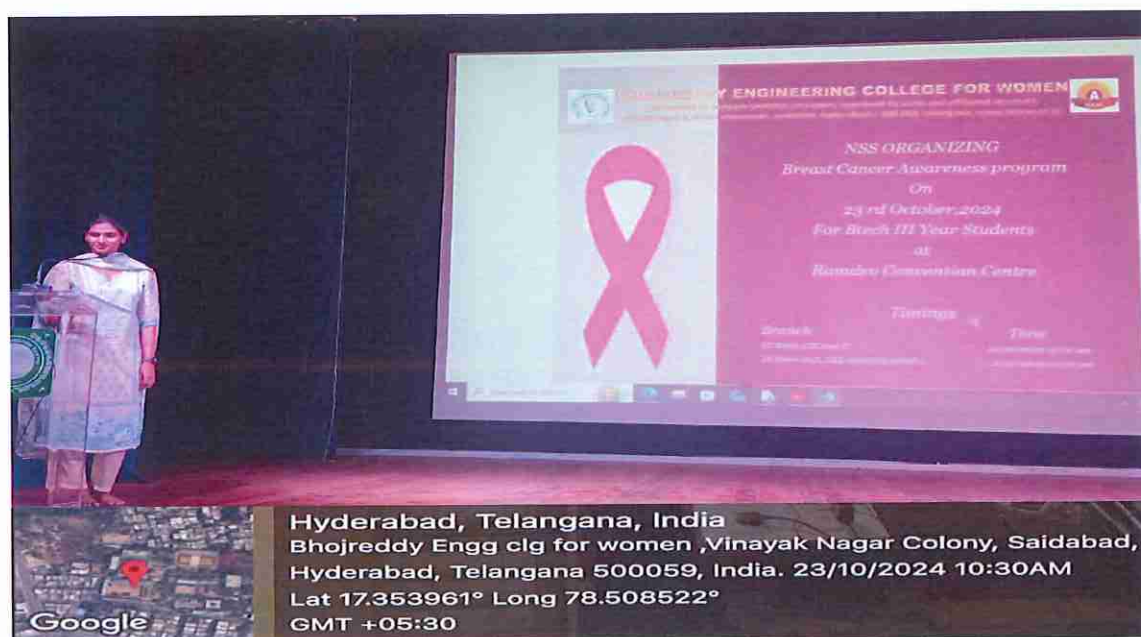 ENGINEERING COLLEGE FOR WOMEN
NSS ORGANIZING
Breast Cancer Awareness program
On
23 rd October,2024
For Btech III Year Students
at
Ramdev Convention Centre
Timings
Branch
Time
Hyderabad, Telangana, India
Bhojreddy Engg clg for women ,Vinayak Nagar Colony, Saidabad,
Hyderabad, Telangana 500059, India. 23/10/2024 10:30AM
Lat 17.353961° Long 78.508522°
GMT +05:30
Google